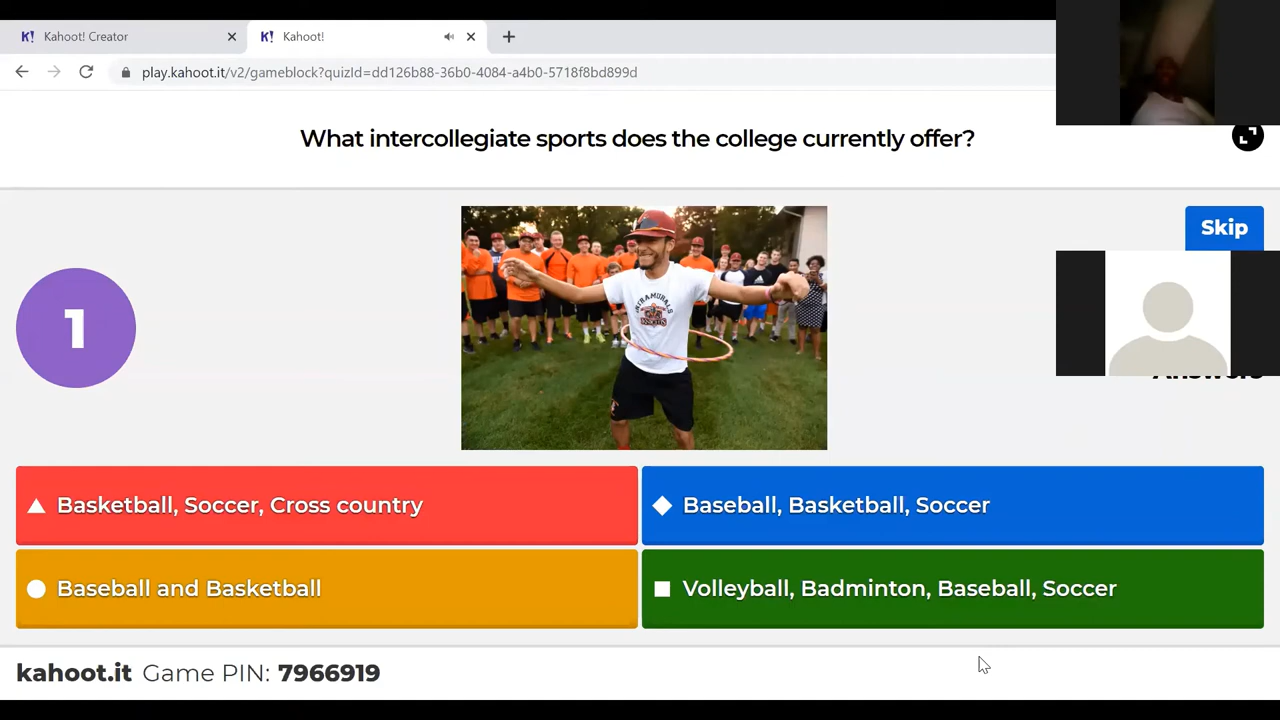 K! Kahoot! Creator
K! Kahoot!
play.kahoot.it/v2/gameblock?quizId=dd126b88-36b0-4084-a4b0-5718f8bd899d
What intercollegiate sports does the college currently offer?
Skip
1
INTRAMURALS
Answers
Basketball, Soccer, Cross country
Baseball, Basketball, Soccer
Baseball and Basketball
Volleyball, Badminton, Baseball, Soccer
kahoot.it Game PIN: 7966919